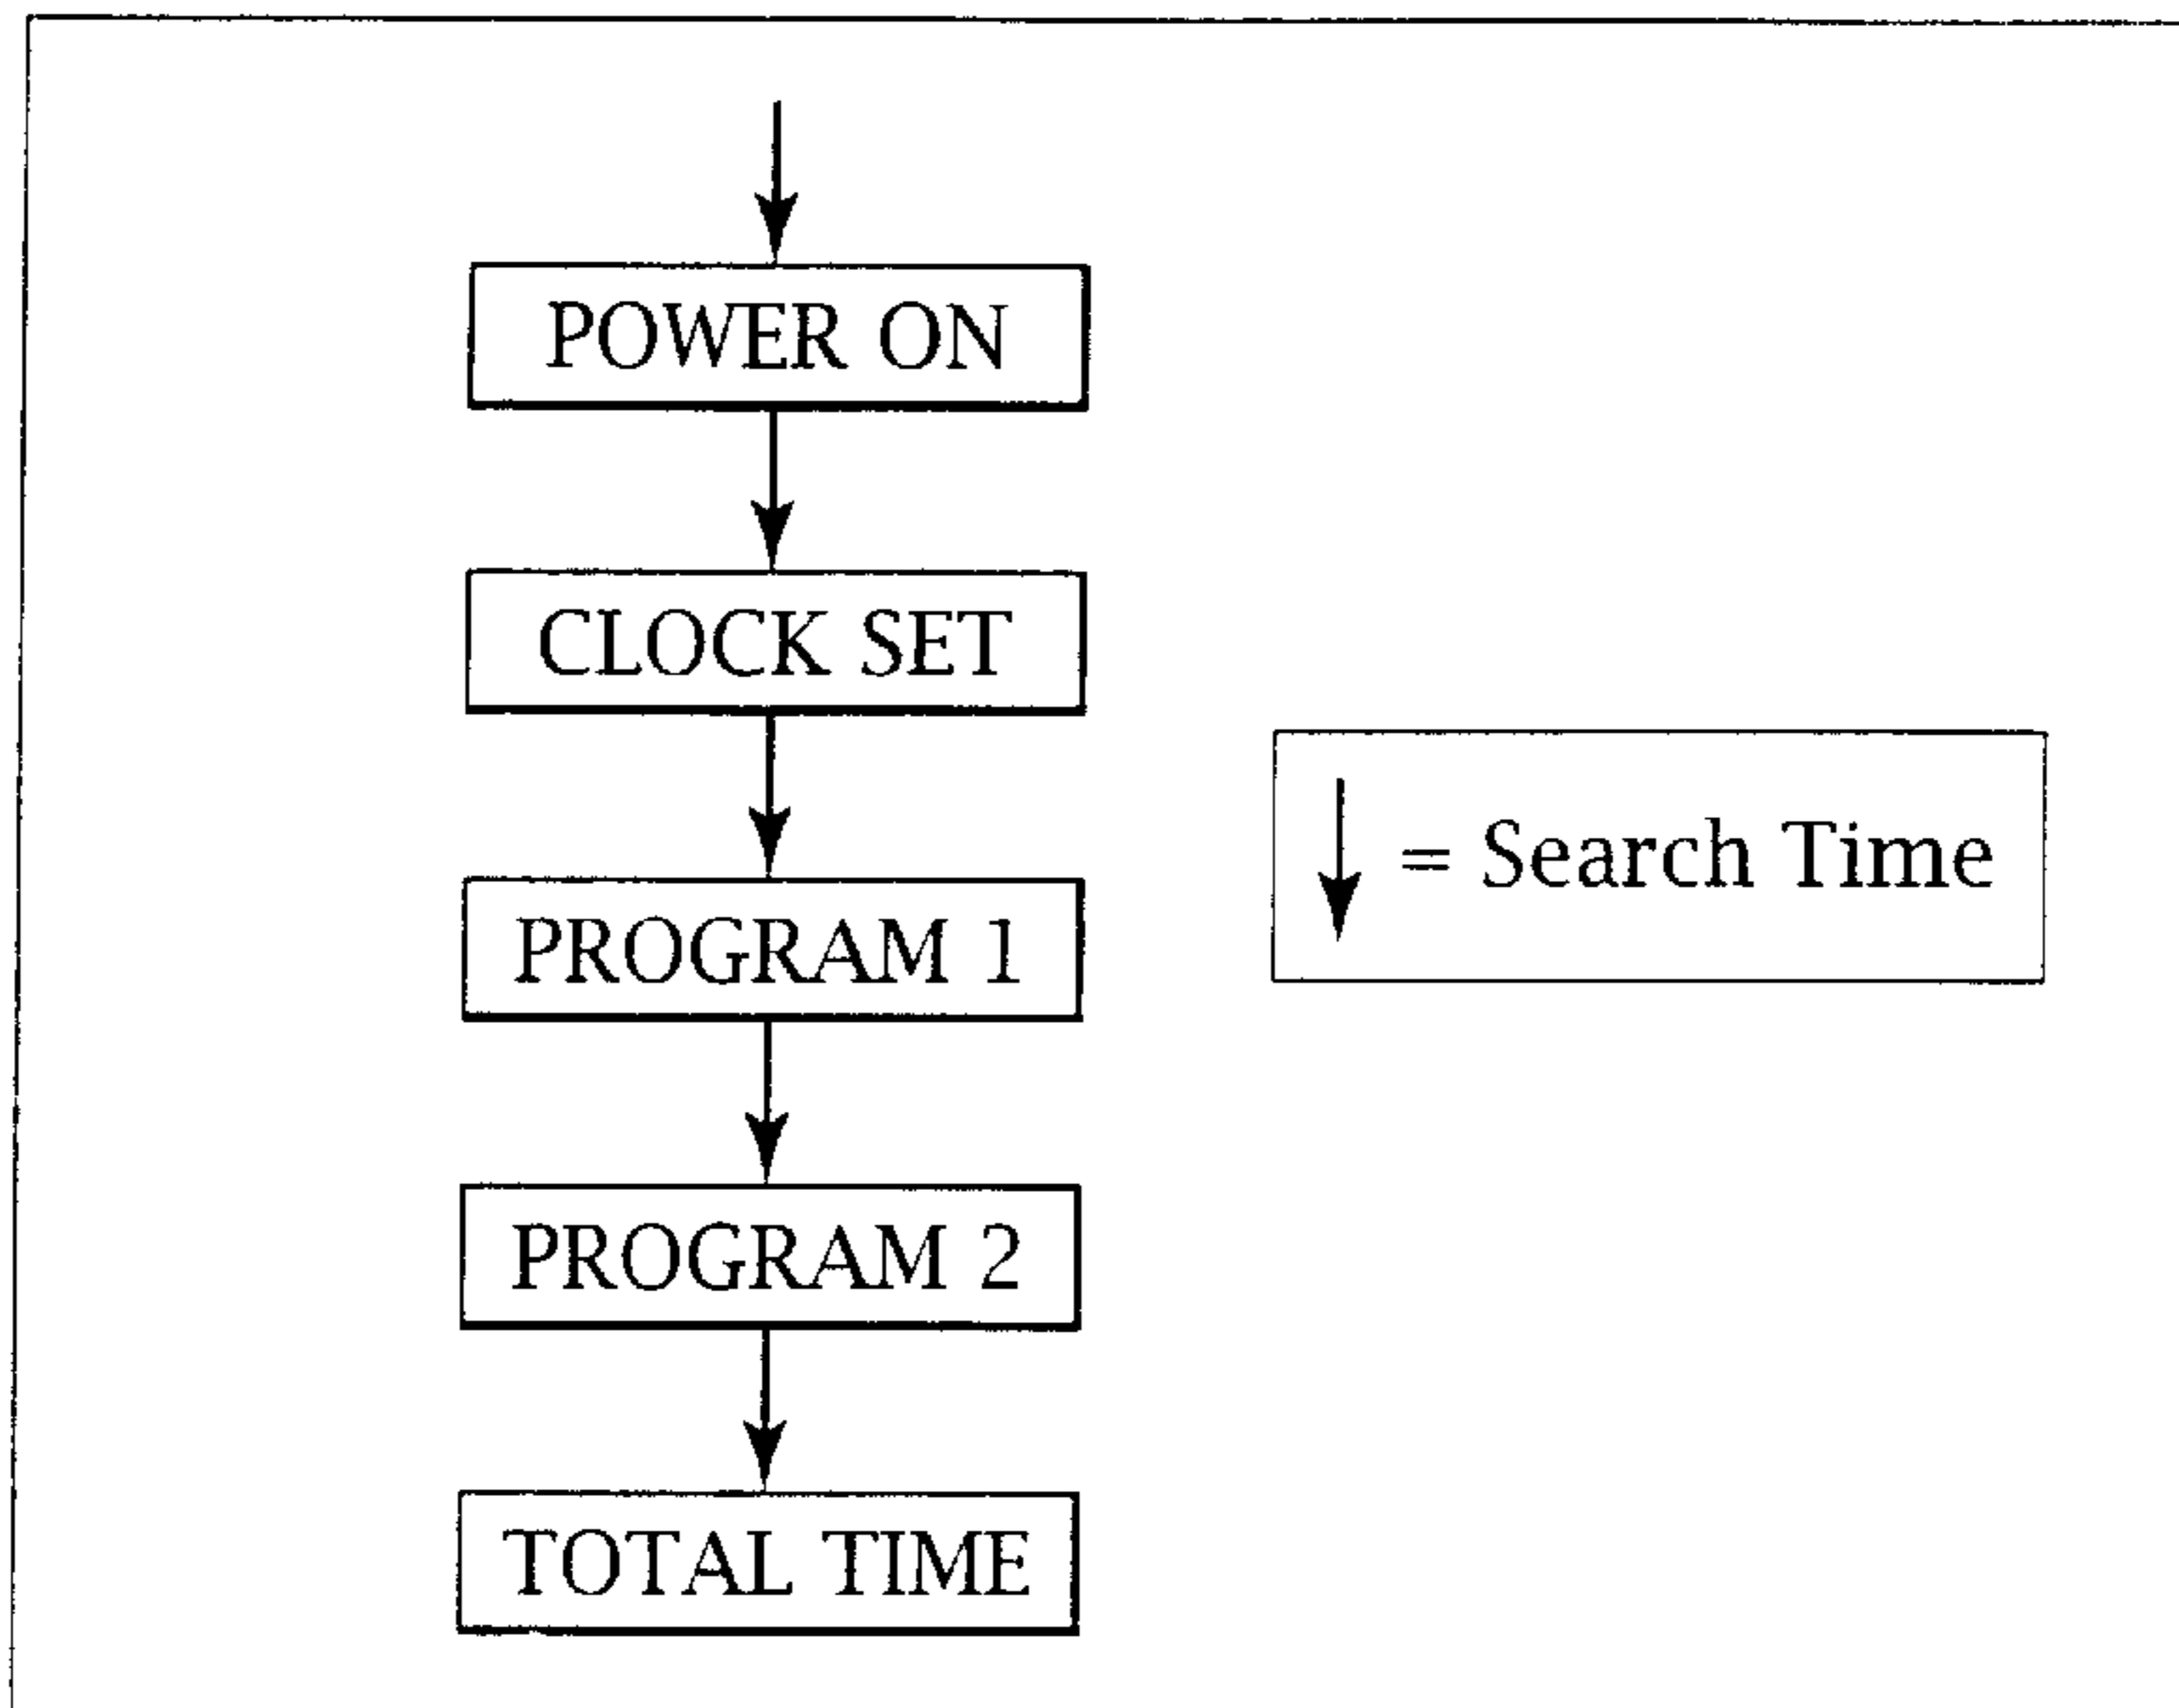 POWER ON
CLOCK SET
PROGRAM 1
= Search Time
PROGRAM 2
TOTAL TIME